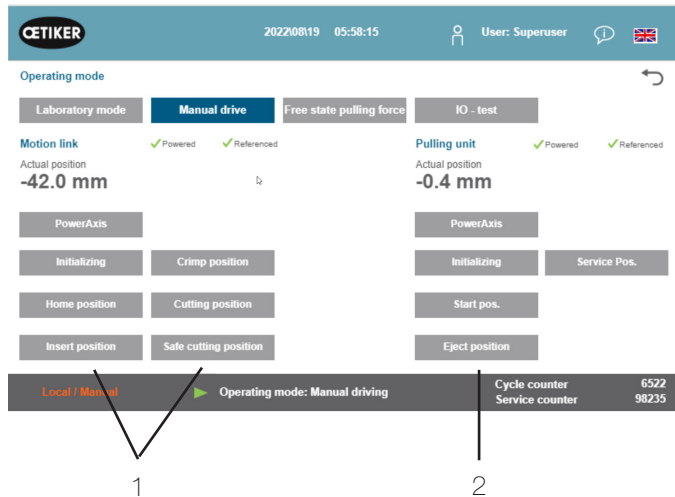 ŒTIKER
2022\08\19 05:58:15
User: Superuser
Operating mode
Laboratory mode
Manual drive
Free state pulling force
IO - test
Motion link
Powered
Referenced
Pulling unit
Powered
Referenced
Actual position
-42.0 mm
Actual position
-0.4 mm
PowerAxis
PowerAxis
Initializing
Crimp position
Initializing
Service Pos.
Home position
Cutting position
Start pos.
Insert position
Safe cutting position
Eject position
Local / Manual
Operating mode: Manual driving
Cycle counter 6522
Service counter 98235
1
2